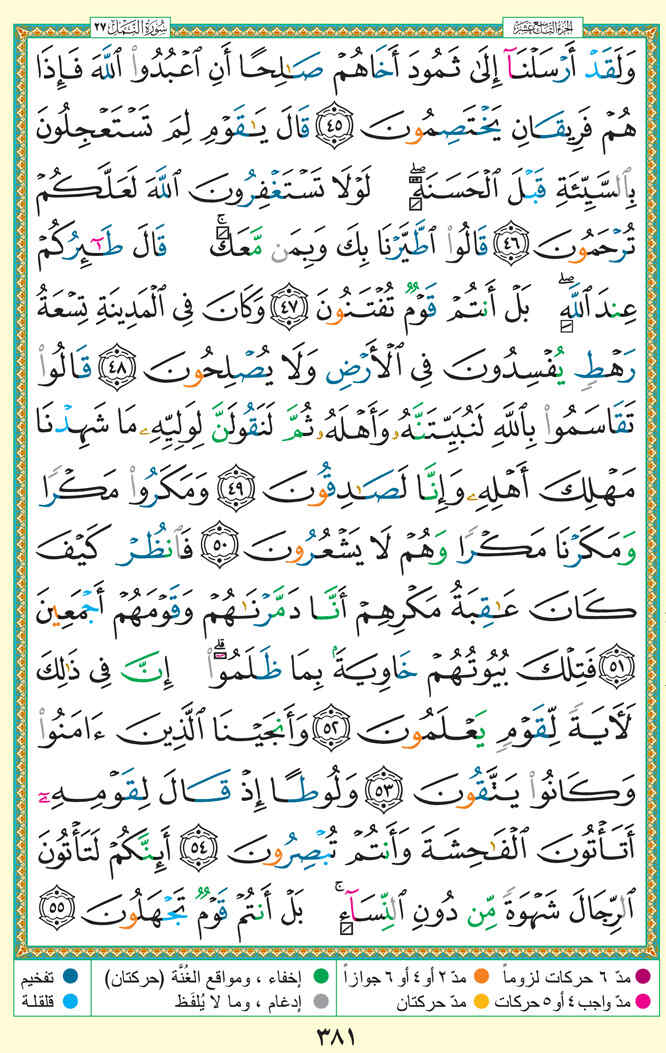 الجزء التاسع عشر
سورة النمل ٢٧
وَلَقَدْ أَرْسَلْنَآ إِلَىٰ ثَمُودَ أَخَاهُمْ صَـٰلِحًا أَنِ ٱعْبُدُوا۟ ٱللَّهَ فَإِذَا
هُمْ فَرِيقَانِ يَخْتَصِمُونَ ٤٥ قَالَ يَـٰقَوْمِ لِمَ تَسْتَعْجِلُونَ
بِٱلسَّيِّئَةِ قَبْلَ ٱلْحَسَنَةِ ۖ لَوْلَا تَسْتَغْفِرُونَ ٱللَّهَ لَعَلَّكُمْ
تُرْحَمُونَ ٤٦ قَالُوا۟ ٱطَّيَّرْنَا بِكَ وَبِمَن مَّعَكَ ۚ قَالَ طَـٰٓئِرُكُمْ
عِندَ ٱللَّهِ ۖ بَلْ أَنتُمْ قَوْمٌ تُفْتَنُونَ ٤٧ وَكَانَ فِى ٱلْمَدِينَةِ تِسْعَةُ
رَهْطٍ يُفْسِدُونَ فِى ٱلْأَرْضِ وَلَا يُصْلِحُونَ ٤٨ قَالُوا۟
تَقَاسَمُوا۟ بِٱللَّهِ لَنُبَيِّتَنَّهُۥ وَأَهْلَهُۥ ثُمَّ لَنَقُولَنَّ لِوَلِيِّهِۦ مَا شَهِدْنَا
مَهْلِكَ أَهْلِهِۦ وَإِنَّا لَصَـٰدِقُونَ ٤٩ وَمَكَرُوا۟ مَكْرًا
وَمَكَرْنَا مَكْرًا وَهُمْ لَا يَشْعُرُونَ ٥٠ فَٱنظُرْ كَيْفَ
كَانَ عَـٰقِبَةُ مَكْرِهِمْ أَنَّا دَمَّرْنَـٰهُمْ وَقَوْمَهُمْ أَجْمَعِينَ
٥١ فَتِلْكَ بُيُوتُهُمْ خَاوِيَةًۢ بِمَا ظَلَمُوٓا۟ ۗ إِنَّ فِى ذَٰلِكَ
لَـَٔايَةً لِّقَوْمٍ يَعْلَمُونَ ٥٢ وَأَنجَيْنَا ٱلَّذِينَ ءَامَنُوا۟
وَكَانُوا۟ يَتَّقُونَ ٥٣ وَلُوطًا إِذْ قَالَ لِقَوْمِهِۦٓ
أَتَأْتُونَ ٱلْفَـٰحِشَةَ وَأَنتُمْ تُبْصِرُونَ ٥٤ أَئِنَّكُمْ لَتَأْتُونَ
ٱلرِّجَالَ شَهْوَةً مِّن دُونِ ٱلنِّسَآءِ ۚ بَلْ أَنتُمْ قَوْمٌ تَجْهَلُونَ ٥٥
مدّ ٦ حركات لزوماً مدّ ٢ أو ٤ أو ٦ جوازاً إخفاء ، ومواقع الغُنَّة (حركتان) تفخيم
مدّ واجب ٤ أو ٥ حركات مدّ حركتان إدغام ، وما لا يُلفَظ قلقلة
٣٨١